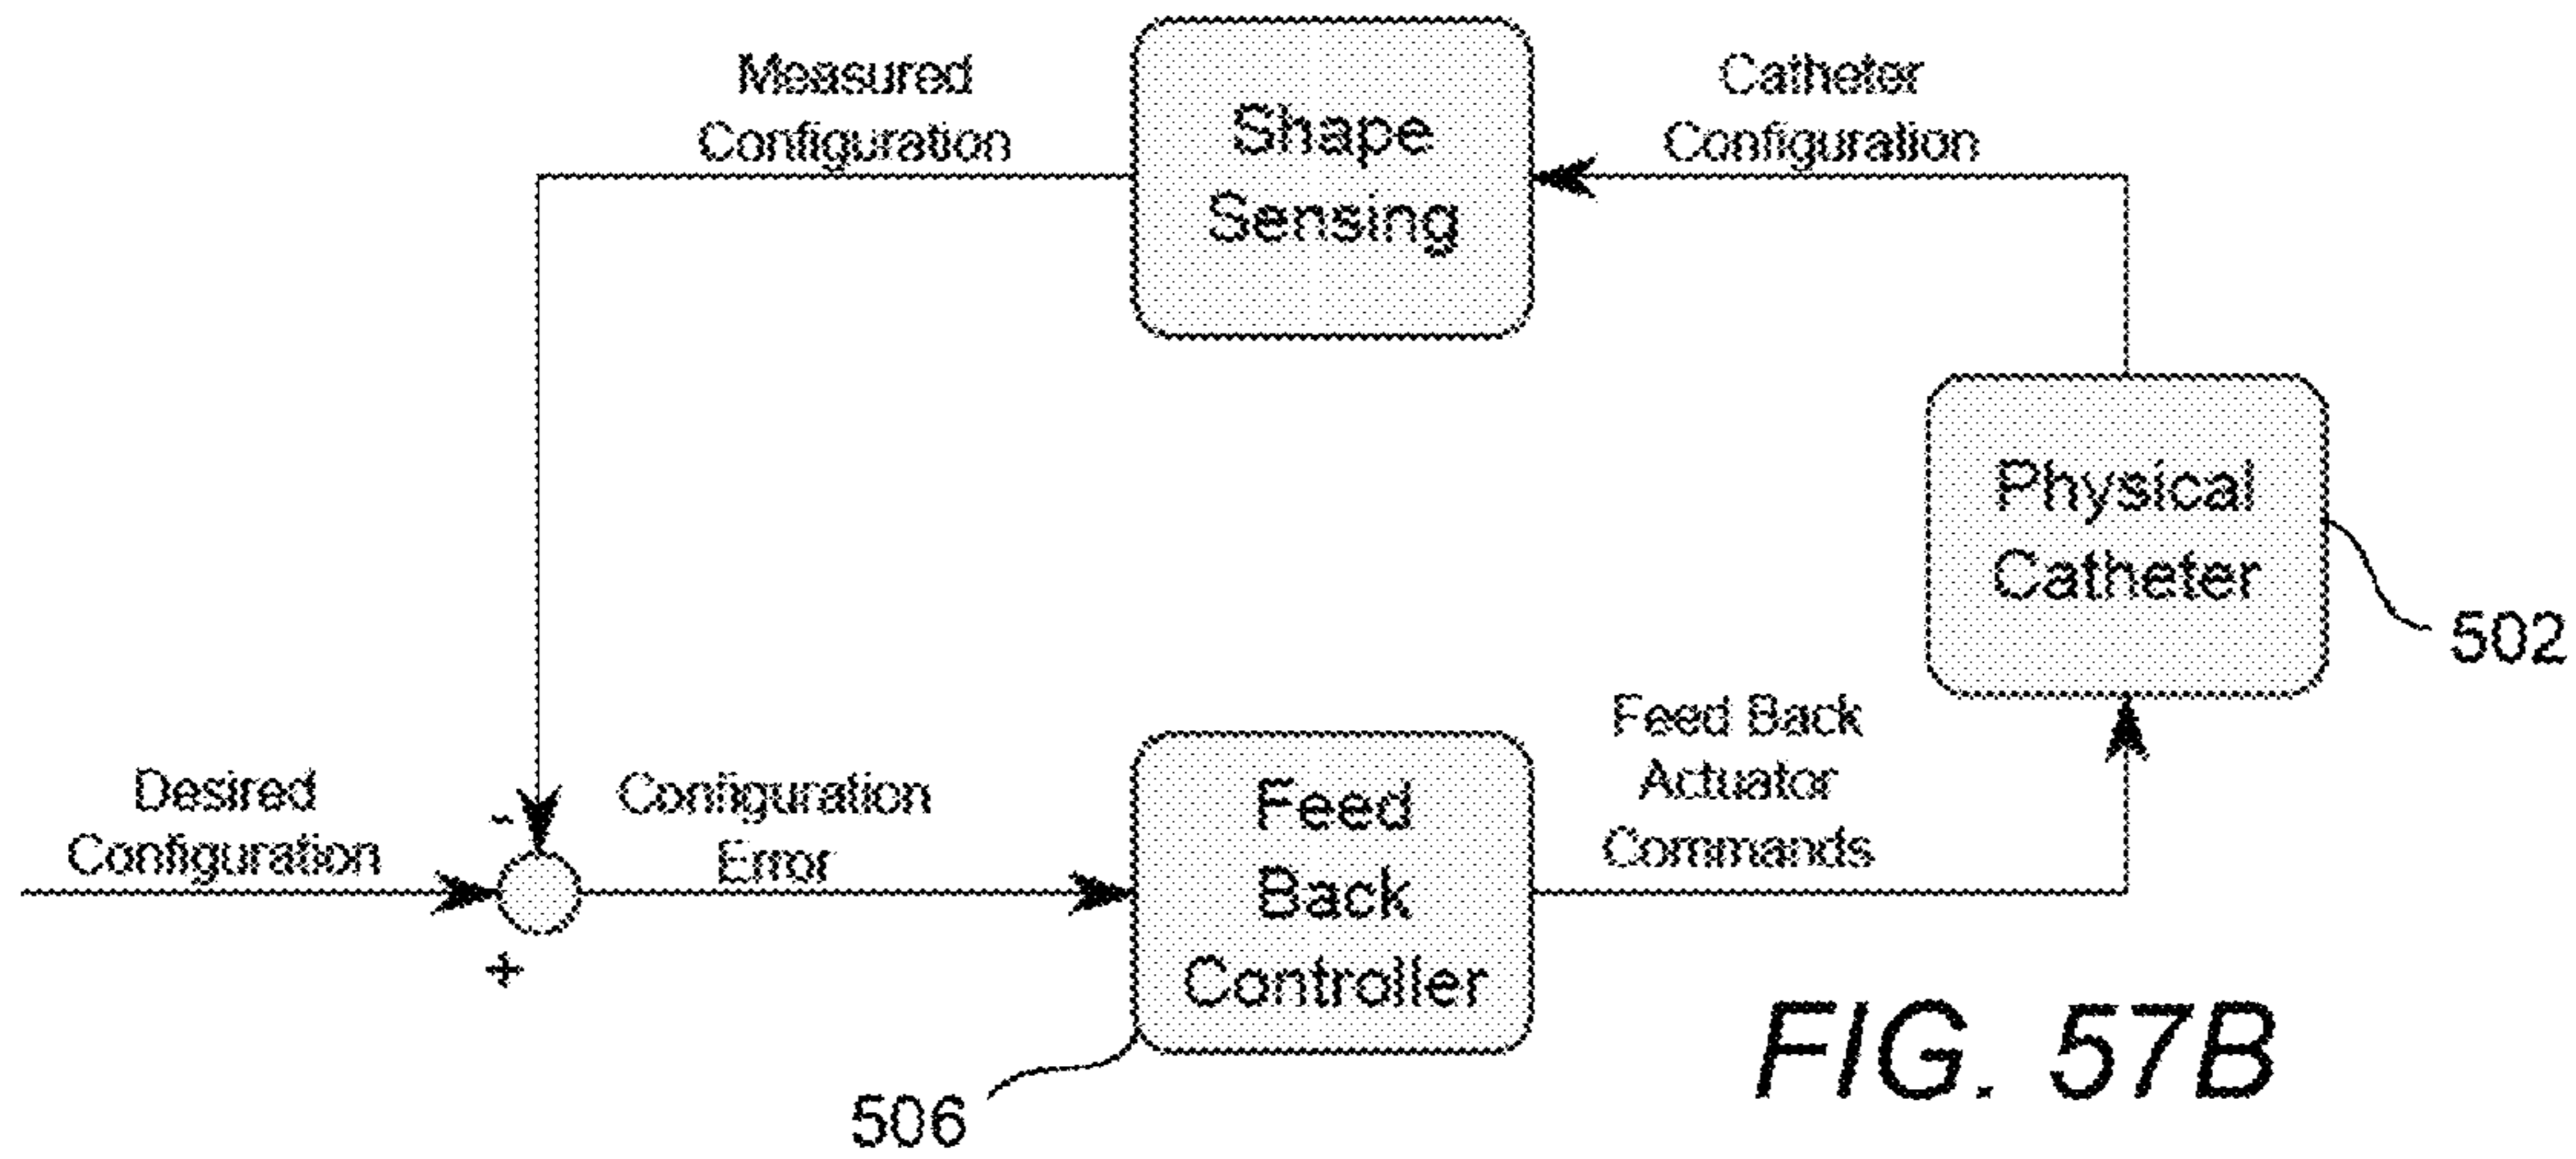 Measured
Configuration
Shape
Sensing
Catheter
Configuration
Physical
Catheter
502
Desired
Configuration
-
+
Configuration
Error
Feed
Back
Controller
506
Feed Back
Actuator
Commands
FIG. 57B